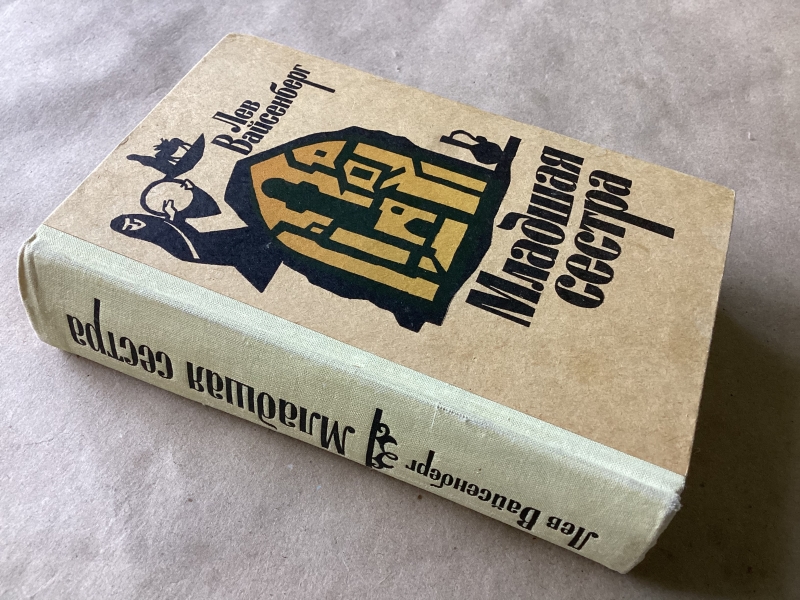 Лев
Вайсенберг
Младшая
сестра
Лев Вайсенберг
Младшая сестра